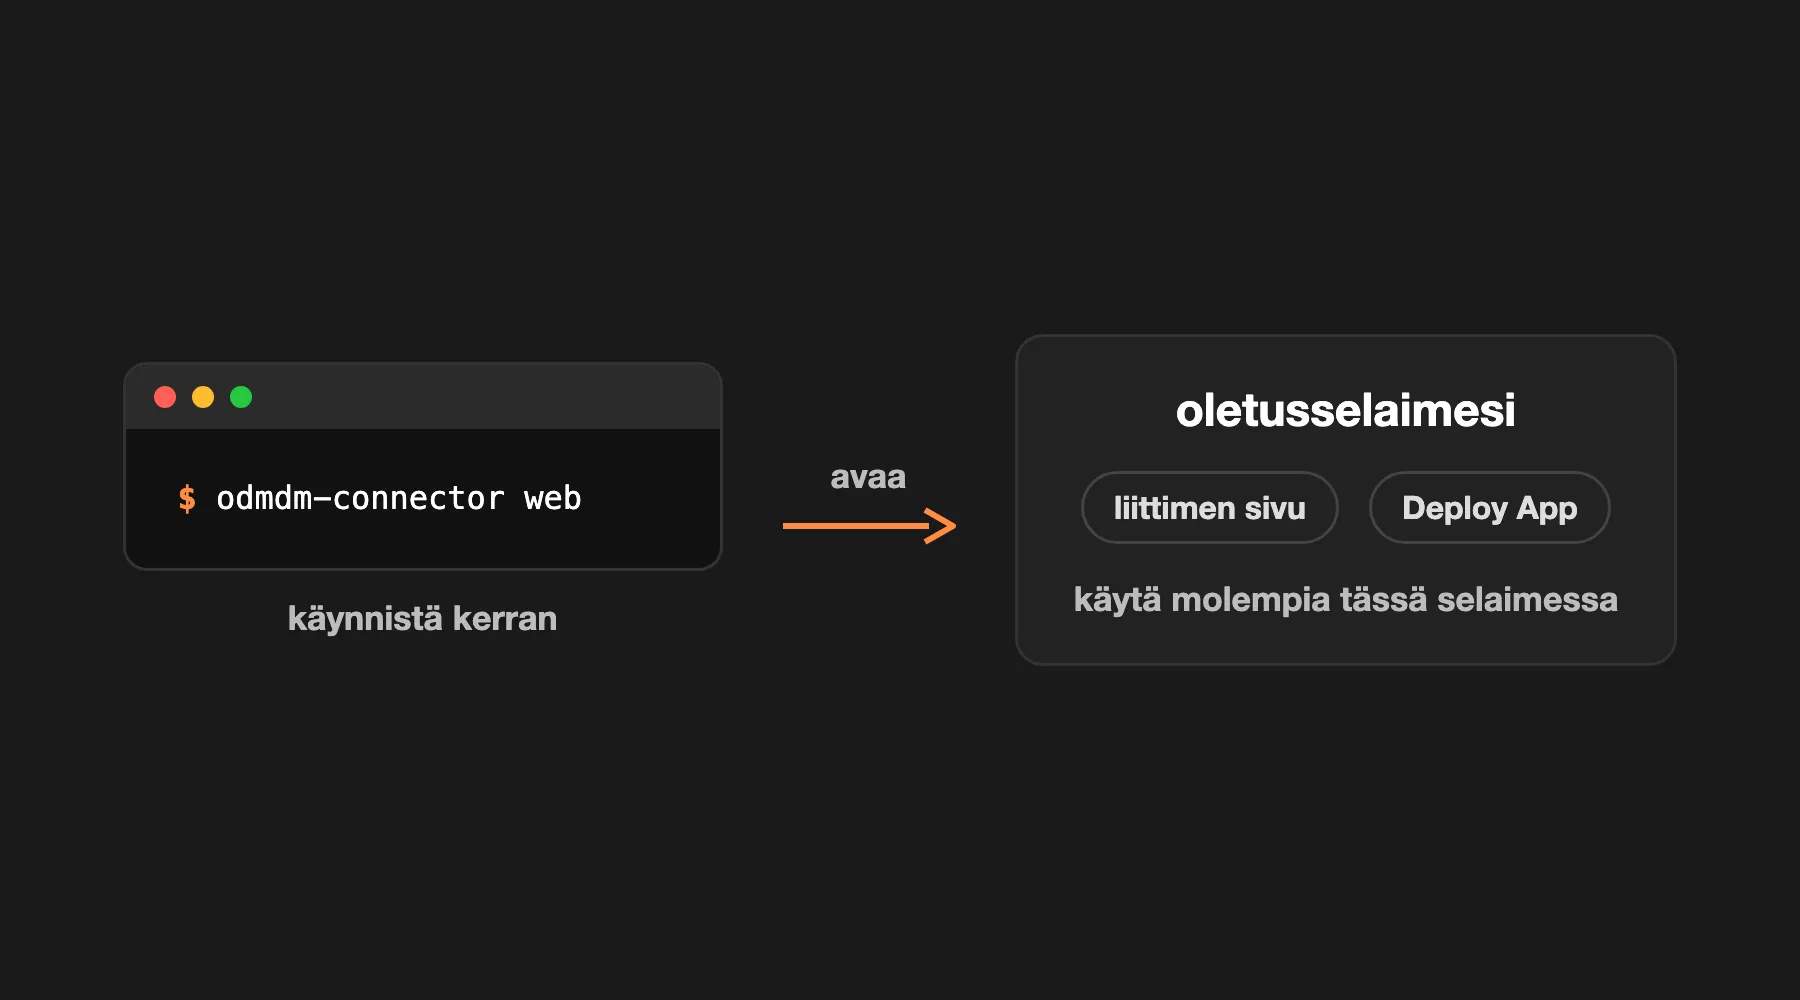 $ odmdm-connector web
käynnistä kerran
avaa
oletusselaimesi
liittimen sivu
Deploy App
käytä molempia tässä selaimessa